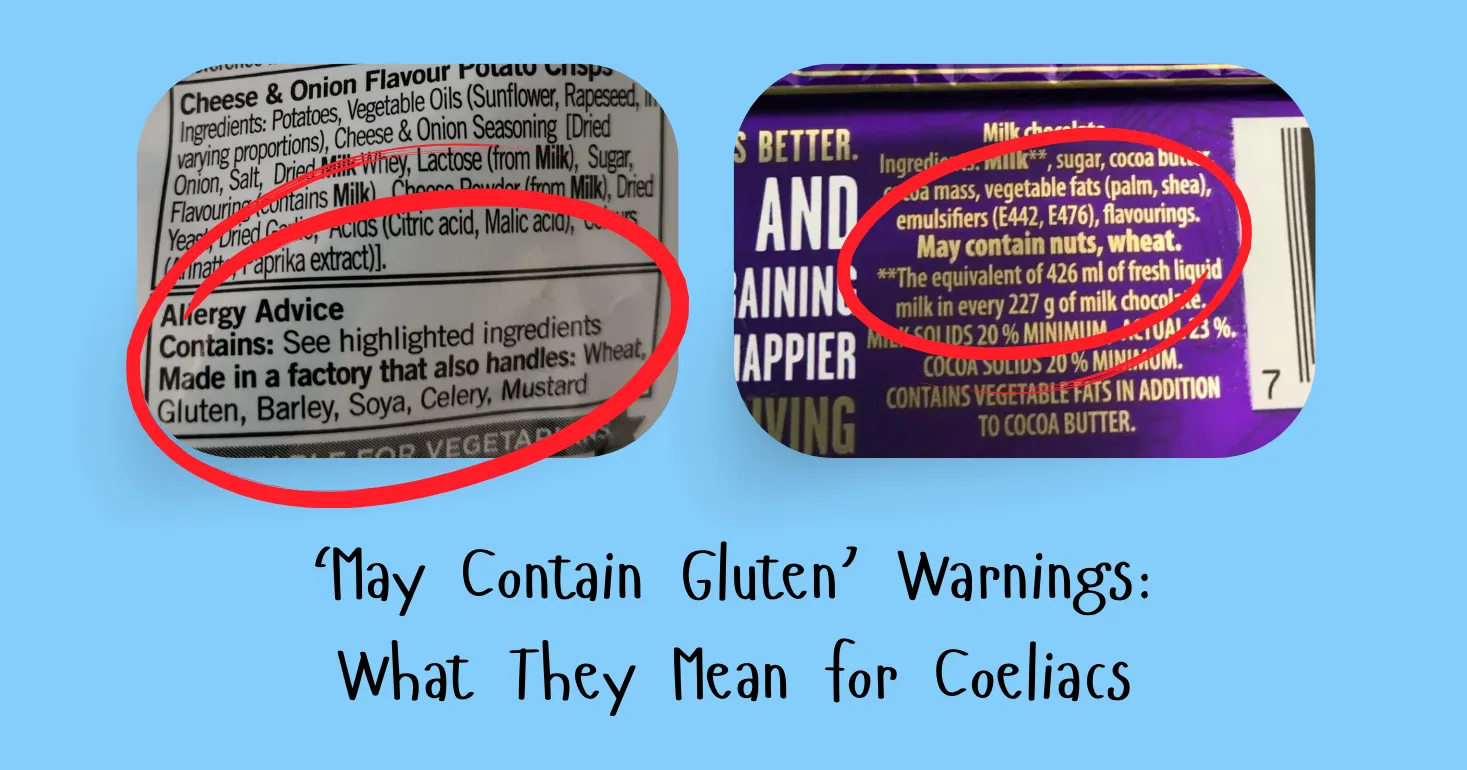 Cheese & Onion Flavour Potato Crisps
Ingredients: Potatoes, Vegetable Oils (Sunflower, Rapeseed, in
varying proportions), Cheese & Onion Seasoning [Dried
Onion, Salt, Dried Milk Whey, Lactose (from Milk), Sugar,
Flavouring (contains Milk), Cheese Powder (from Milk), Dried
Yeast, Dried Garlic, Acids (Citric acid, Malic acid), Colours
(Annatto, Paprika extract)].
Allergy Advice
Contains: See highlighted ingredients
Made in a factory that also handles: Wheat,
Gluten, Barley, Soya, Celery, Mustard
FOR VEGETARIANS
S BETTER.
AND
RAINING
HAPPIER
IVING
Milk chocolate.
Ingredients: Milk**, sugar, cocoa butter,
cocoa mass, vegetable fats (palm, shea),
emulsifiers (E442, E476), flavourings.
May contain nuts, wheat.
**The equivalent of 426 ml of fresh liquid
milk in every 227 g of milk chocolate.
MILK SOLIDS 20 % MINIMUM, ACTUAL 23 %.
COCOA SOLIDS 20 % MINIMUM.
CONTAINS VEGETABLE FATS IN ADDITION
TO COCOA BUTTER.
7
‘May Contain Gluten’ Warnings:
What They Mean for Coeliacs